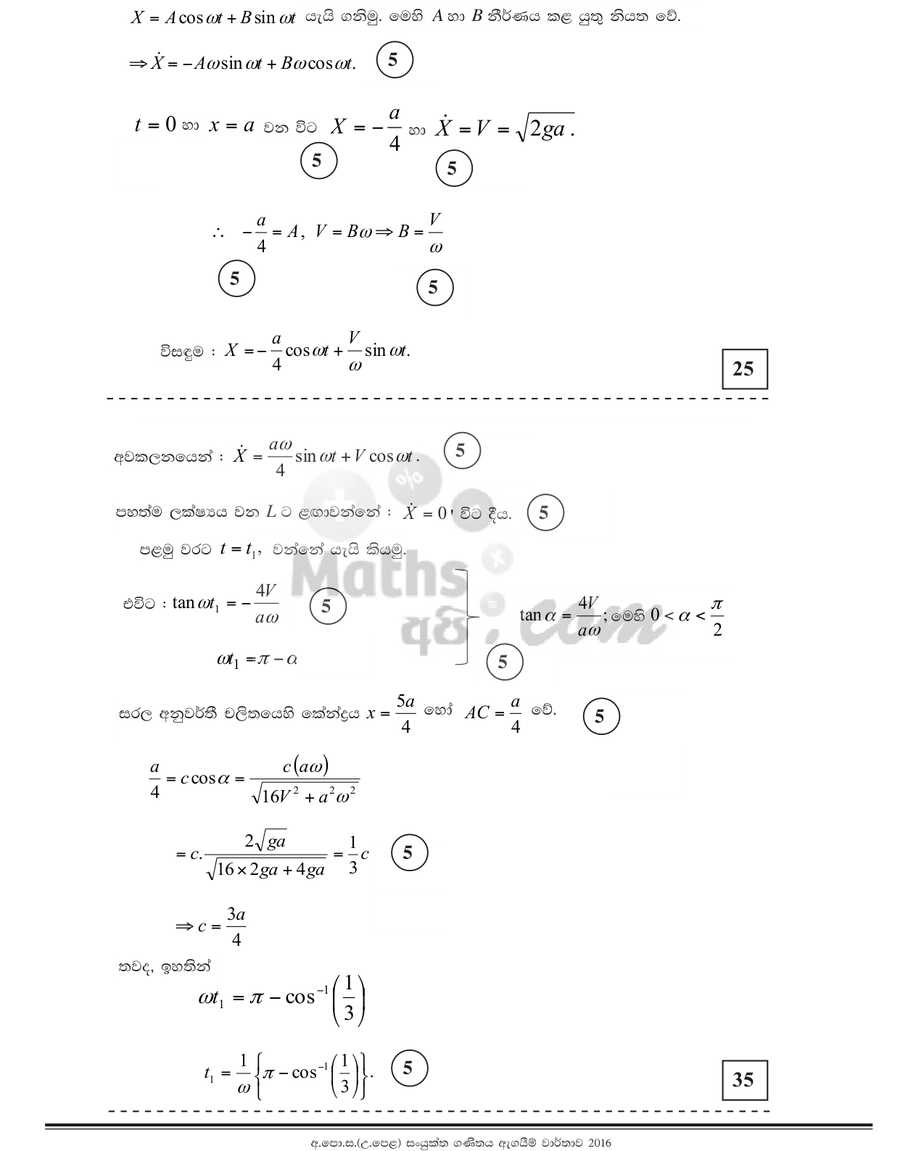 X = A cos ωt + B sin ωt යැයි ගනිමු. මෙහි A හා B නිර්ණය කළ යුතු නියත වේ.
⇒ Ẋ = −Aω sin ωt + Bω cos ωt. 5
t = 0 හා x = a වන විට X = −a/4 හා Ẋ = V = √(2ga) .
5 5
∴ −a/4 = A, V = Bω ⇒ B = V/ω
5 5
විසඳුම : X = −a/4 cos ωt + V/ω sin ωt.
25
අවකලනයෙන් : Ẋ = aω/4 sin ωt + V cos ωt . 5
පහත්ම ලක්ෂ්‍යය වන L ට ළඟාවන්නේ : Ẋ = 0' විට දීය. 5
පළමු වරට t = t₁, වන්නේ යැයි කියමු.
Maths
අපි . com
එවිට : tan ωt₁ = −4V/aω 5
tan α = 4V/aω ; මෙහි 0 < α < π/2
ωt₁ = π − α 5
සරල අනුවර්තී චලිතයෙහි කේන්ද්‍රය x = 5a/4 හෝ AC = a/4 වේ. 5
a/4 = c cos α = c(aω)/√(16V² + a²ω²)
= c. 2√(ga)/√(16 × 2ga + 4ga) = 1/3 c 5
⇒ c = 3a/4
තවද, ඉහතින්
ωt₁ = π − cos⁻¹(1/3)
t₁ = 1/ω {π − cos⁻¹(1/3)}. 5
35
අ.පො.ස.(උ.පෙළ) සංයුක්ත ගණිතය ඇගයීම් වාර්තාව 2016